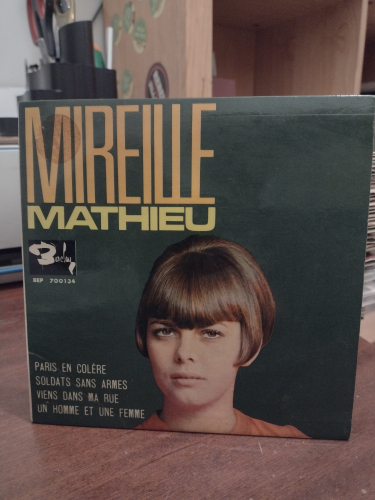 MIREILLE
MATHIEU
Barclay
BEP 700134
PARIS EN COLÈRE
SOLDATS SANS ARMES
VIENS DANS MA RUE
UN HOMME ET UNE FEMME